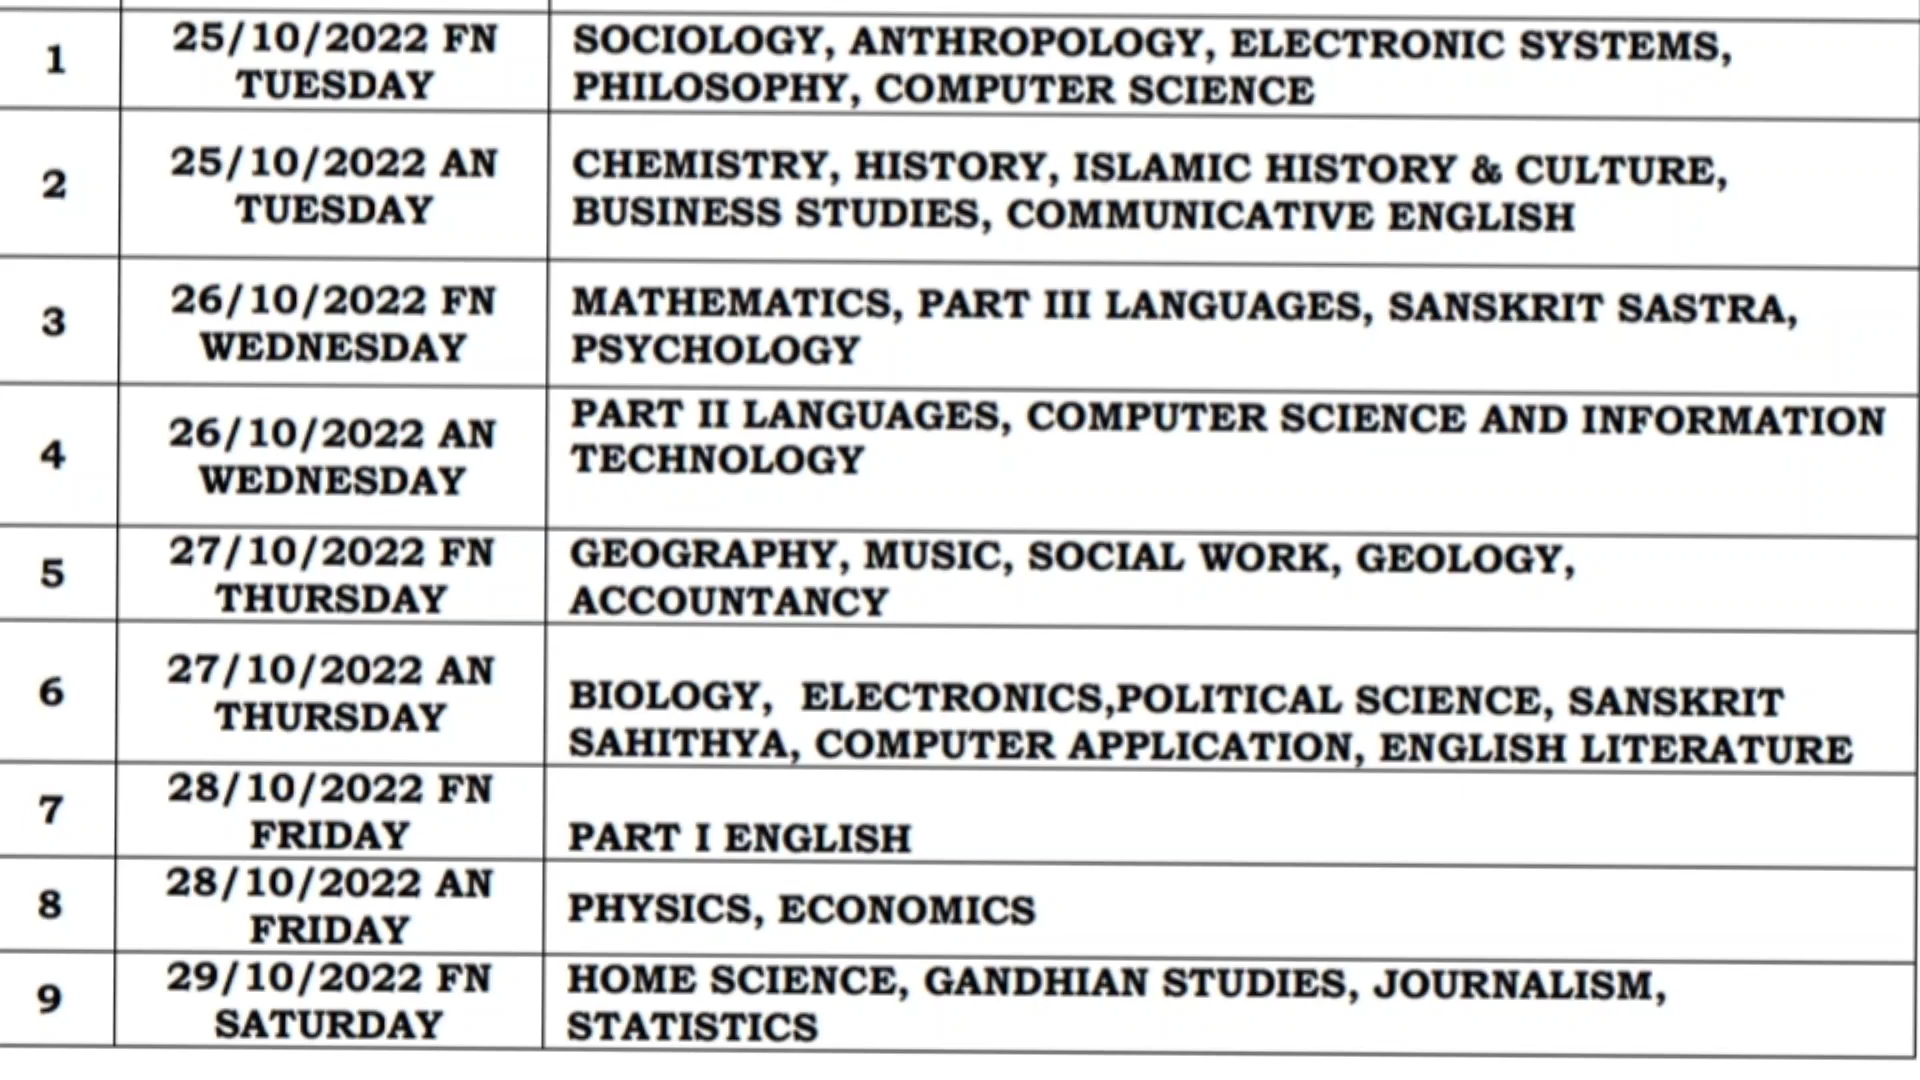 1
25/10/2022 FN
TUESDAY
SOCIOLOGY, ANTHROPOLOGY, ELECTRONIC SYSTEMS,
PHILOSOPHY, COMPUTER SCIENCE
2
25/10/2022 AN
TUESDAY
CHEMISTRY, HISTORY, ISLAMIC HISTORY & CULTURE,
BUSINESS STUDIES, COMMUNICATIVE ENGLISH
3
26/10/2022 FN
WEDNESDAY
MATHEMATICS, PART III LANGUAGES, SANSKRIT SASTRA,
PSYCHOLOGY
4
26/10/2022 AN
WEDNESDAY
PART II LANGUAGES, COMPUTER SCIENCE AND INFORMATION
TECHNOLOGY
5
27/10/2022 FN
THURSDAY
GEOGRAPHY, MUSIC, SOCIAL WORK, GEOLOGY,
ACCOUNTANCY
6
27/10/2022 AN
THURSDAY
BIOLOGY,  ELECTRONICS,POLITICAL SCIENCE, SANSKRIT
SAHITHYA, COMPUTER APPLICATION, ENGLISH LITERATURE
7
28/10/2022 FN
FRIDAY
PART I ENGLISH
8
28/10/2022 AN
FRIDAY
PHYSICS, ECONOMICS
9
29/10/2022 FN
SATURDAY
HOME SCIENCE, GANDHIAN STUDIES, JOURNALISM,
STATISTICS